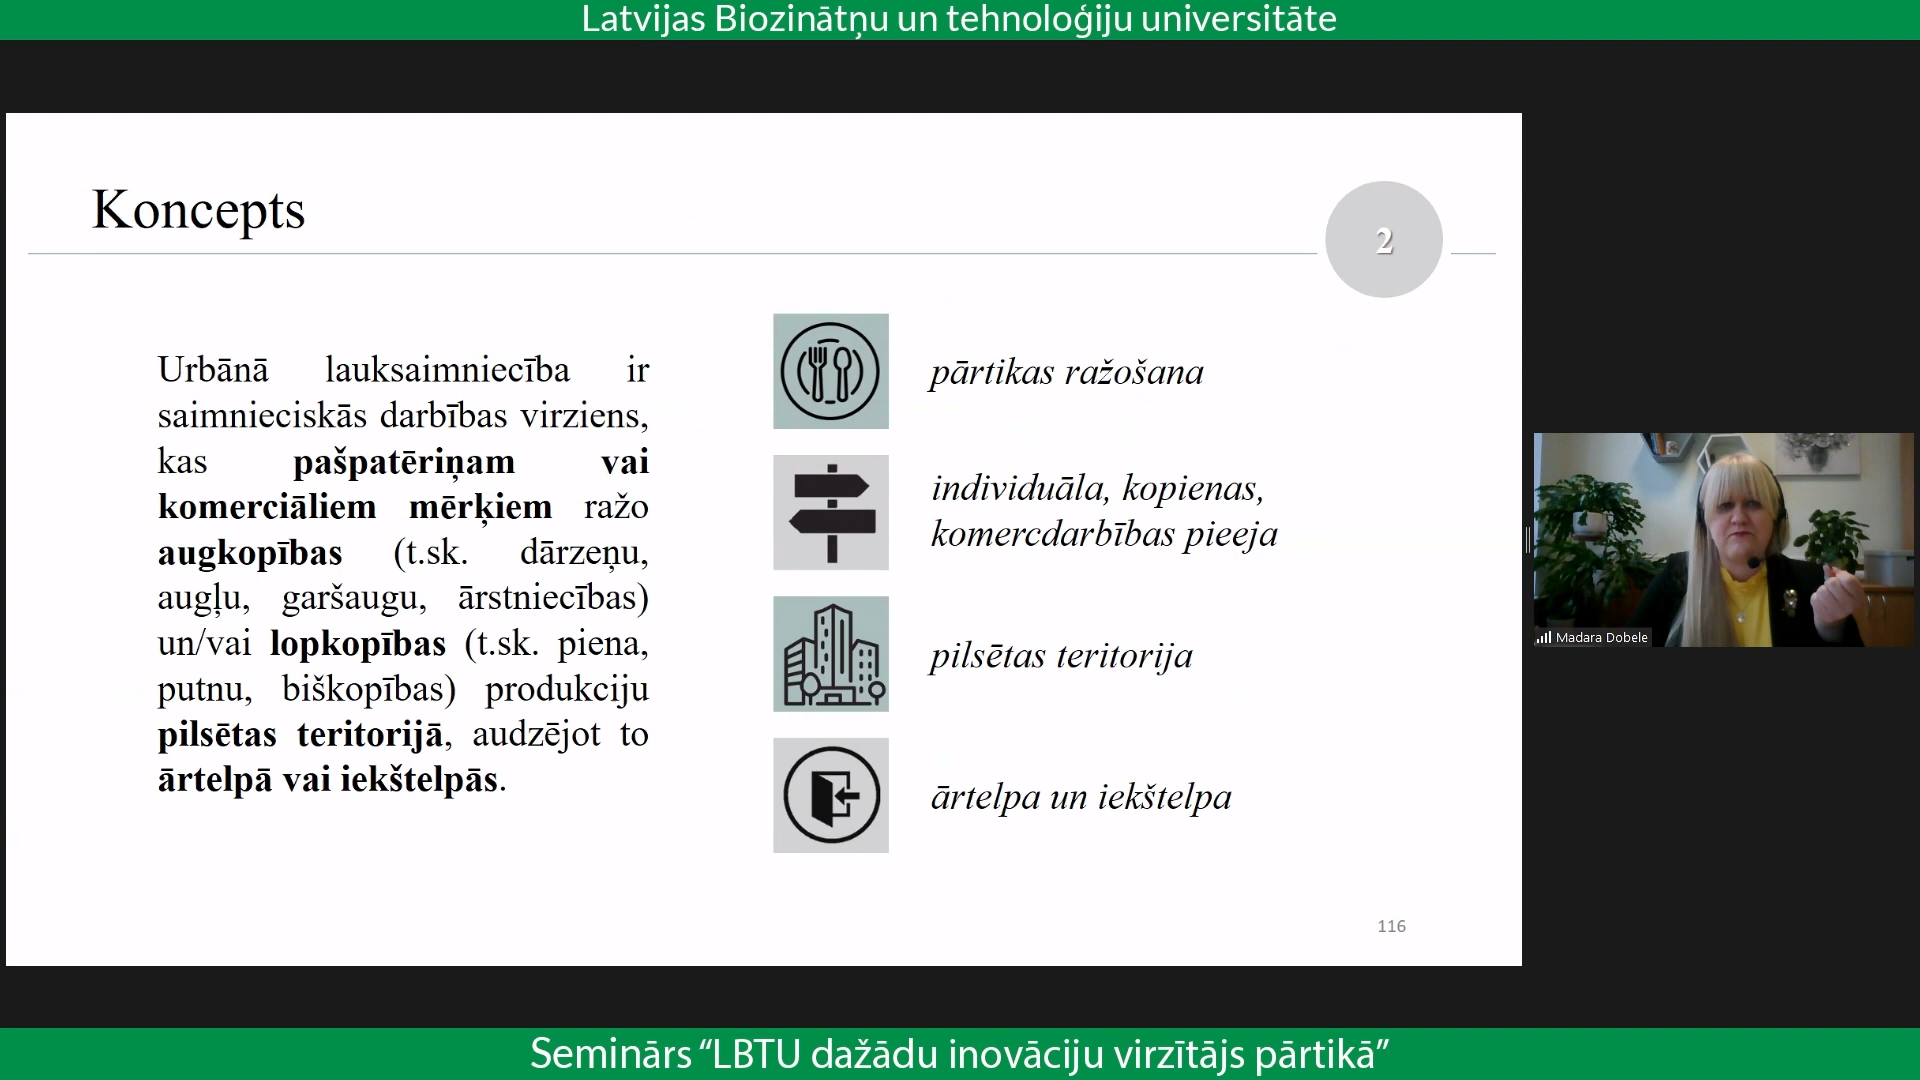 Latvijas Biozinātņu un tehnoloģiju universitāte
Koncepts
2
Urbānā lauksaimniecība ir
saimnieciskās darbības virziens,
kas pašpatēriņam vai
komerciāliem mērķiem ražo
augkopības (t.sk. dārzeņu,
augļu, garšaugu, ārstniecības)
un/vai lopkopības (t.sk. piena,
putnu, biškopības) produkciju
pilsētas teritorijā, audzējot to
ārtelpā vai iekštelpās.
pārtikas ražošana
individuāla, kopienas,
komercdarbības pieeja
pilsētas teritorija
ārtelpa un iekštelpa
116
Madara Dobele
Seminārs “LBTU dažādu inovāciju virzītājs pārtikā”